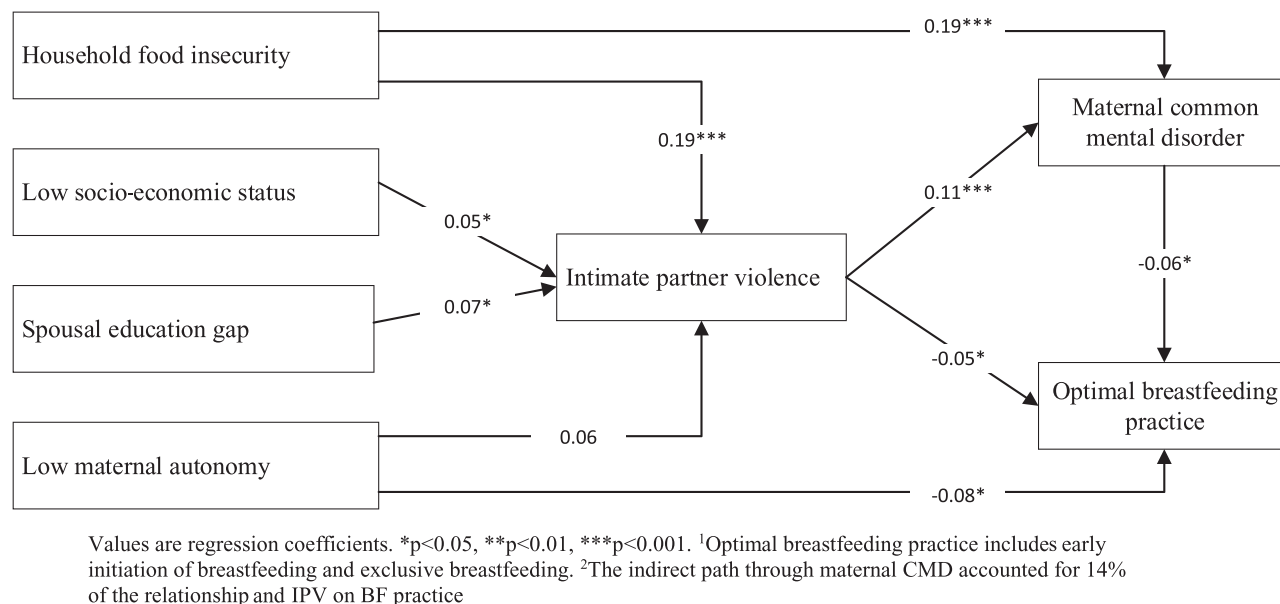 Household food insecurity
0.19***
0.19***
Maternal common
mental disorder
Low socio-economic status
0.05*
0.11***
Intimate partner violence
-0.06*
Spousal education gap
0.07*
-0.05*
Optimal breastfeeding
practice
Low maternal autonomy
0.06
-0.08*
Values are regression coefficients. *p<0.05, **p<0.01, ***p<0.001. ¹Optimal breastfeeding practice includes early
initiation of breastfeeding and exclusive breastfeeding. ²The indirect path through maternal CMD accounted for 14%
of the relationship and IPV on BF practice